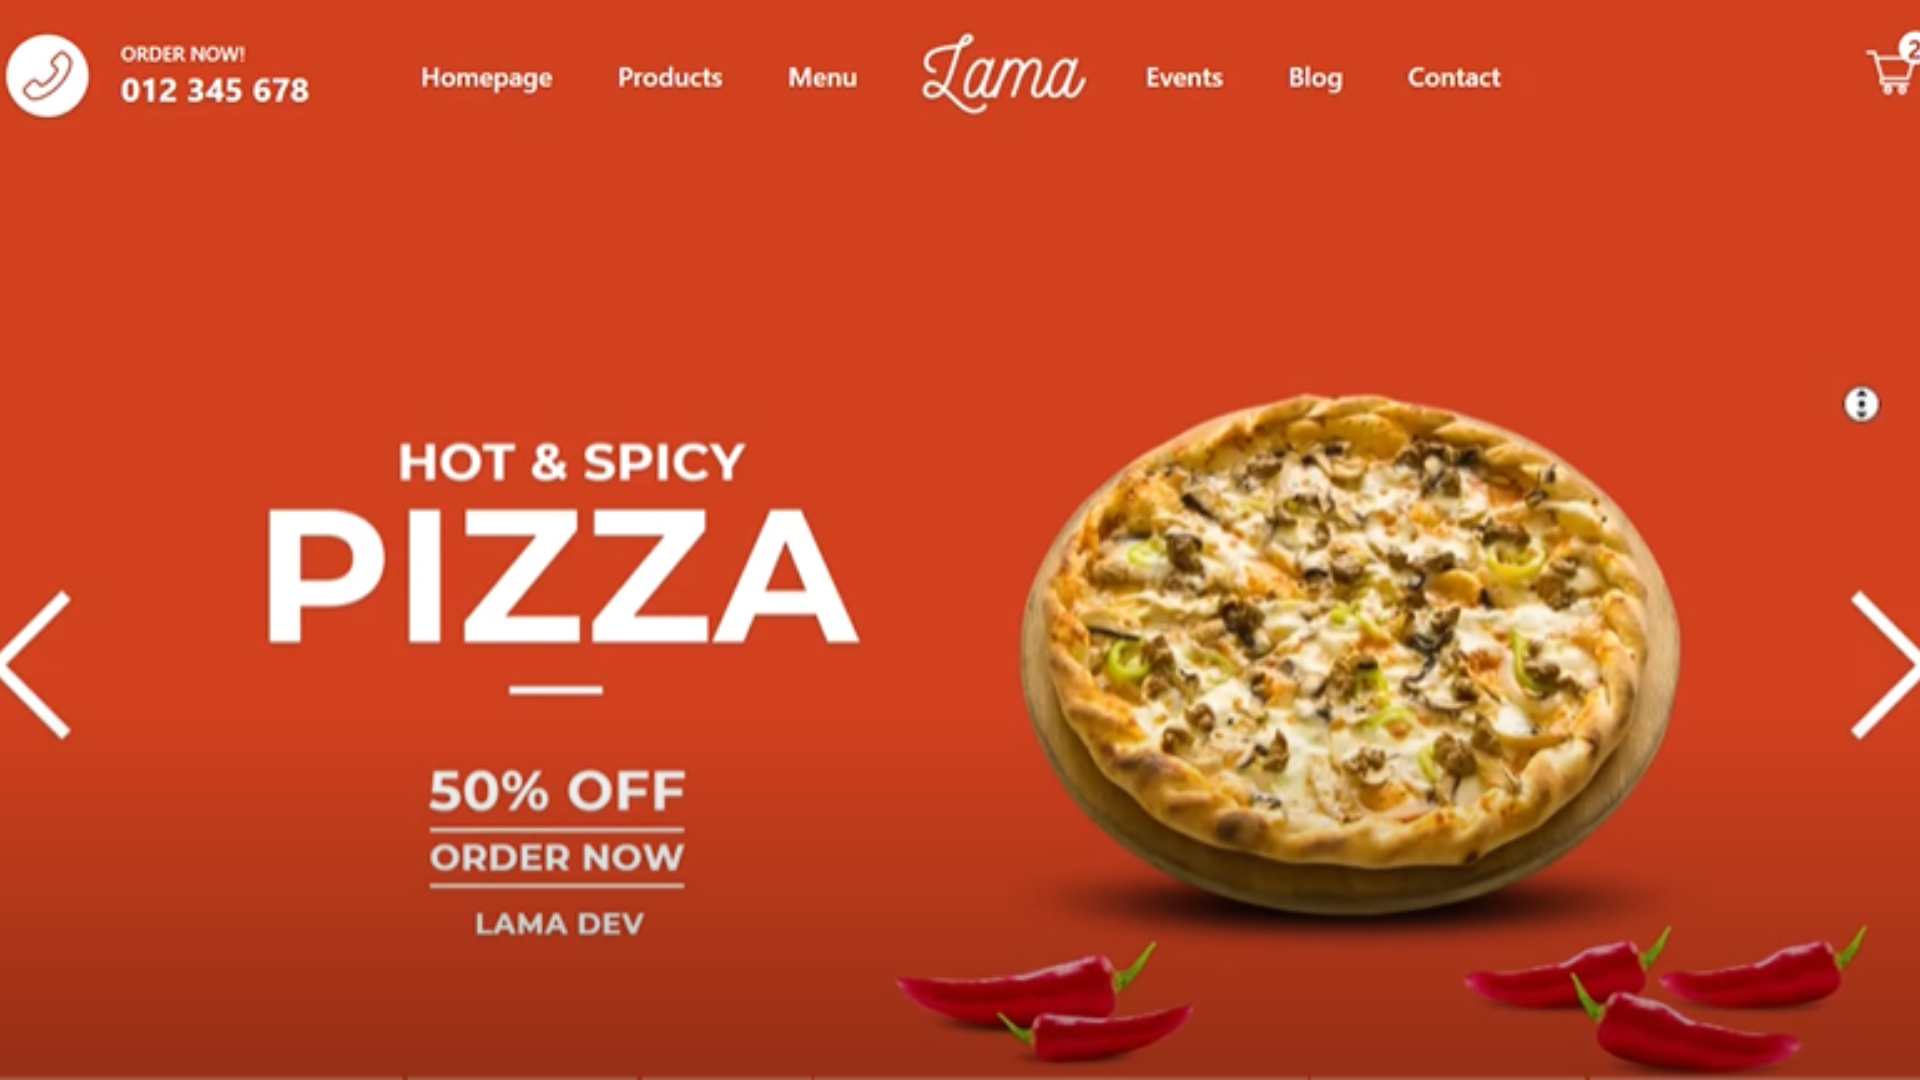 ORDER NOW!
012 345 678
Homepage
Products
Menu
Lama
Events
Blog
Contact
2
HOT & SPICY
PIZZA
50% OFF
ORDER NOW
LAMA DEV